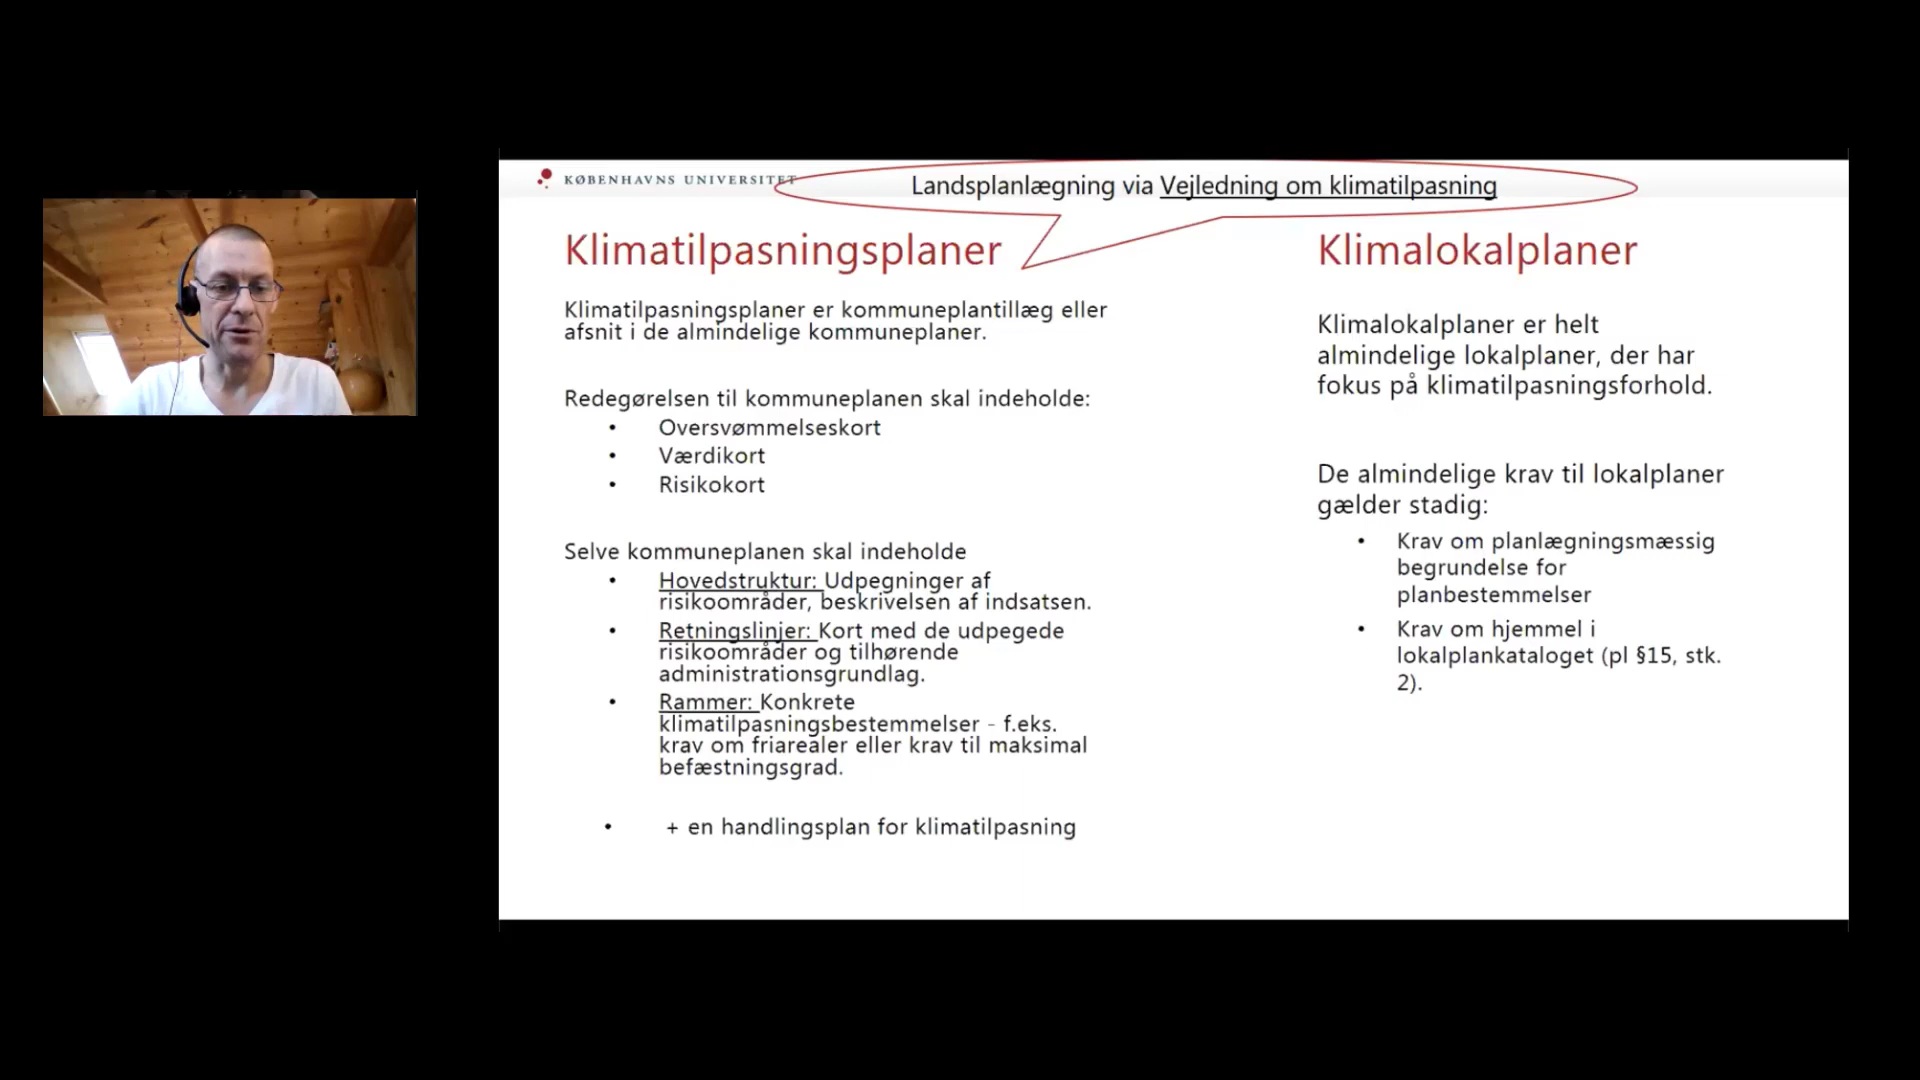 KØBENHAVNS UNIVERSITET
Landsplanlægning via Vejledning om klimatilpasning
Klimatilpasningsplaner
Klimatilpasningsplaner er kommuneplantillæg eller
afsnit i de almindelige kommuneplaner.
Redegørelsen til kommuneplanen skal indeholde:
• Oversvømmelseskort
• Værdikort
• Risikokort
Selve kommuneplanen skal indeholde
• Hovedstruktur: Udpegninger af
risikoområder, beskrivelsen af indsatsen.
• Retningslinjer: Kort med de udpegede
risikoområder og tilhørende
administrationsgrundlag.
• Rammer: Konkrete
klimatilpasningsbestemmelser - f.eks.
krav om friarealer eller krav til maksimal
befæstningsgrad.
• + en handlingsplan for klimatilpasning
Klimalokalplaner
Klimalokalplaner er helt
almindelige lokalplaner, der har
fokus på klimatilpasningsforhold.
De almindelige krav til lokalplaner
gælder stadig:
• Krav om planlægningsmæssig
begrundelse for
planbestemmelser
• Krav om hjemmel i
lokalplankataloget (pl §15, stk.
2).